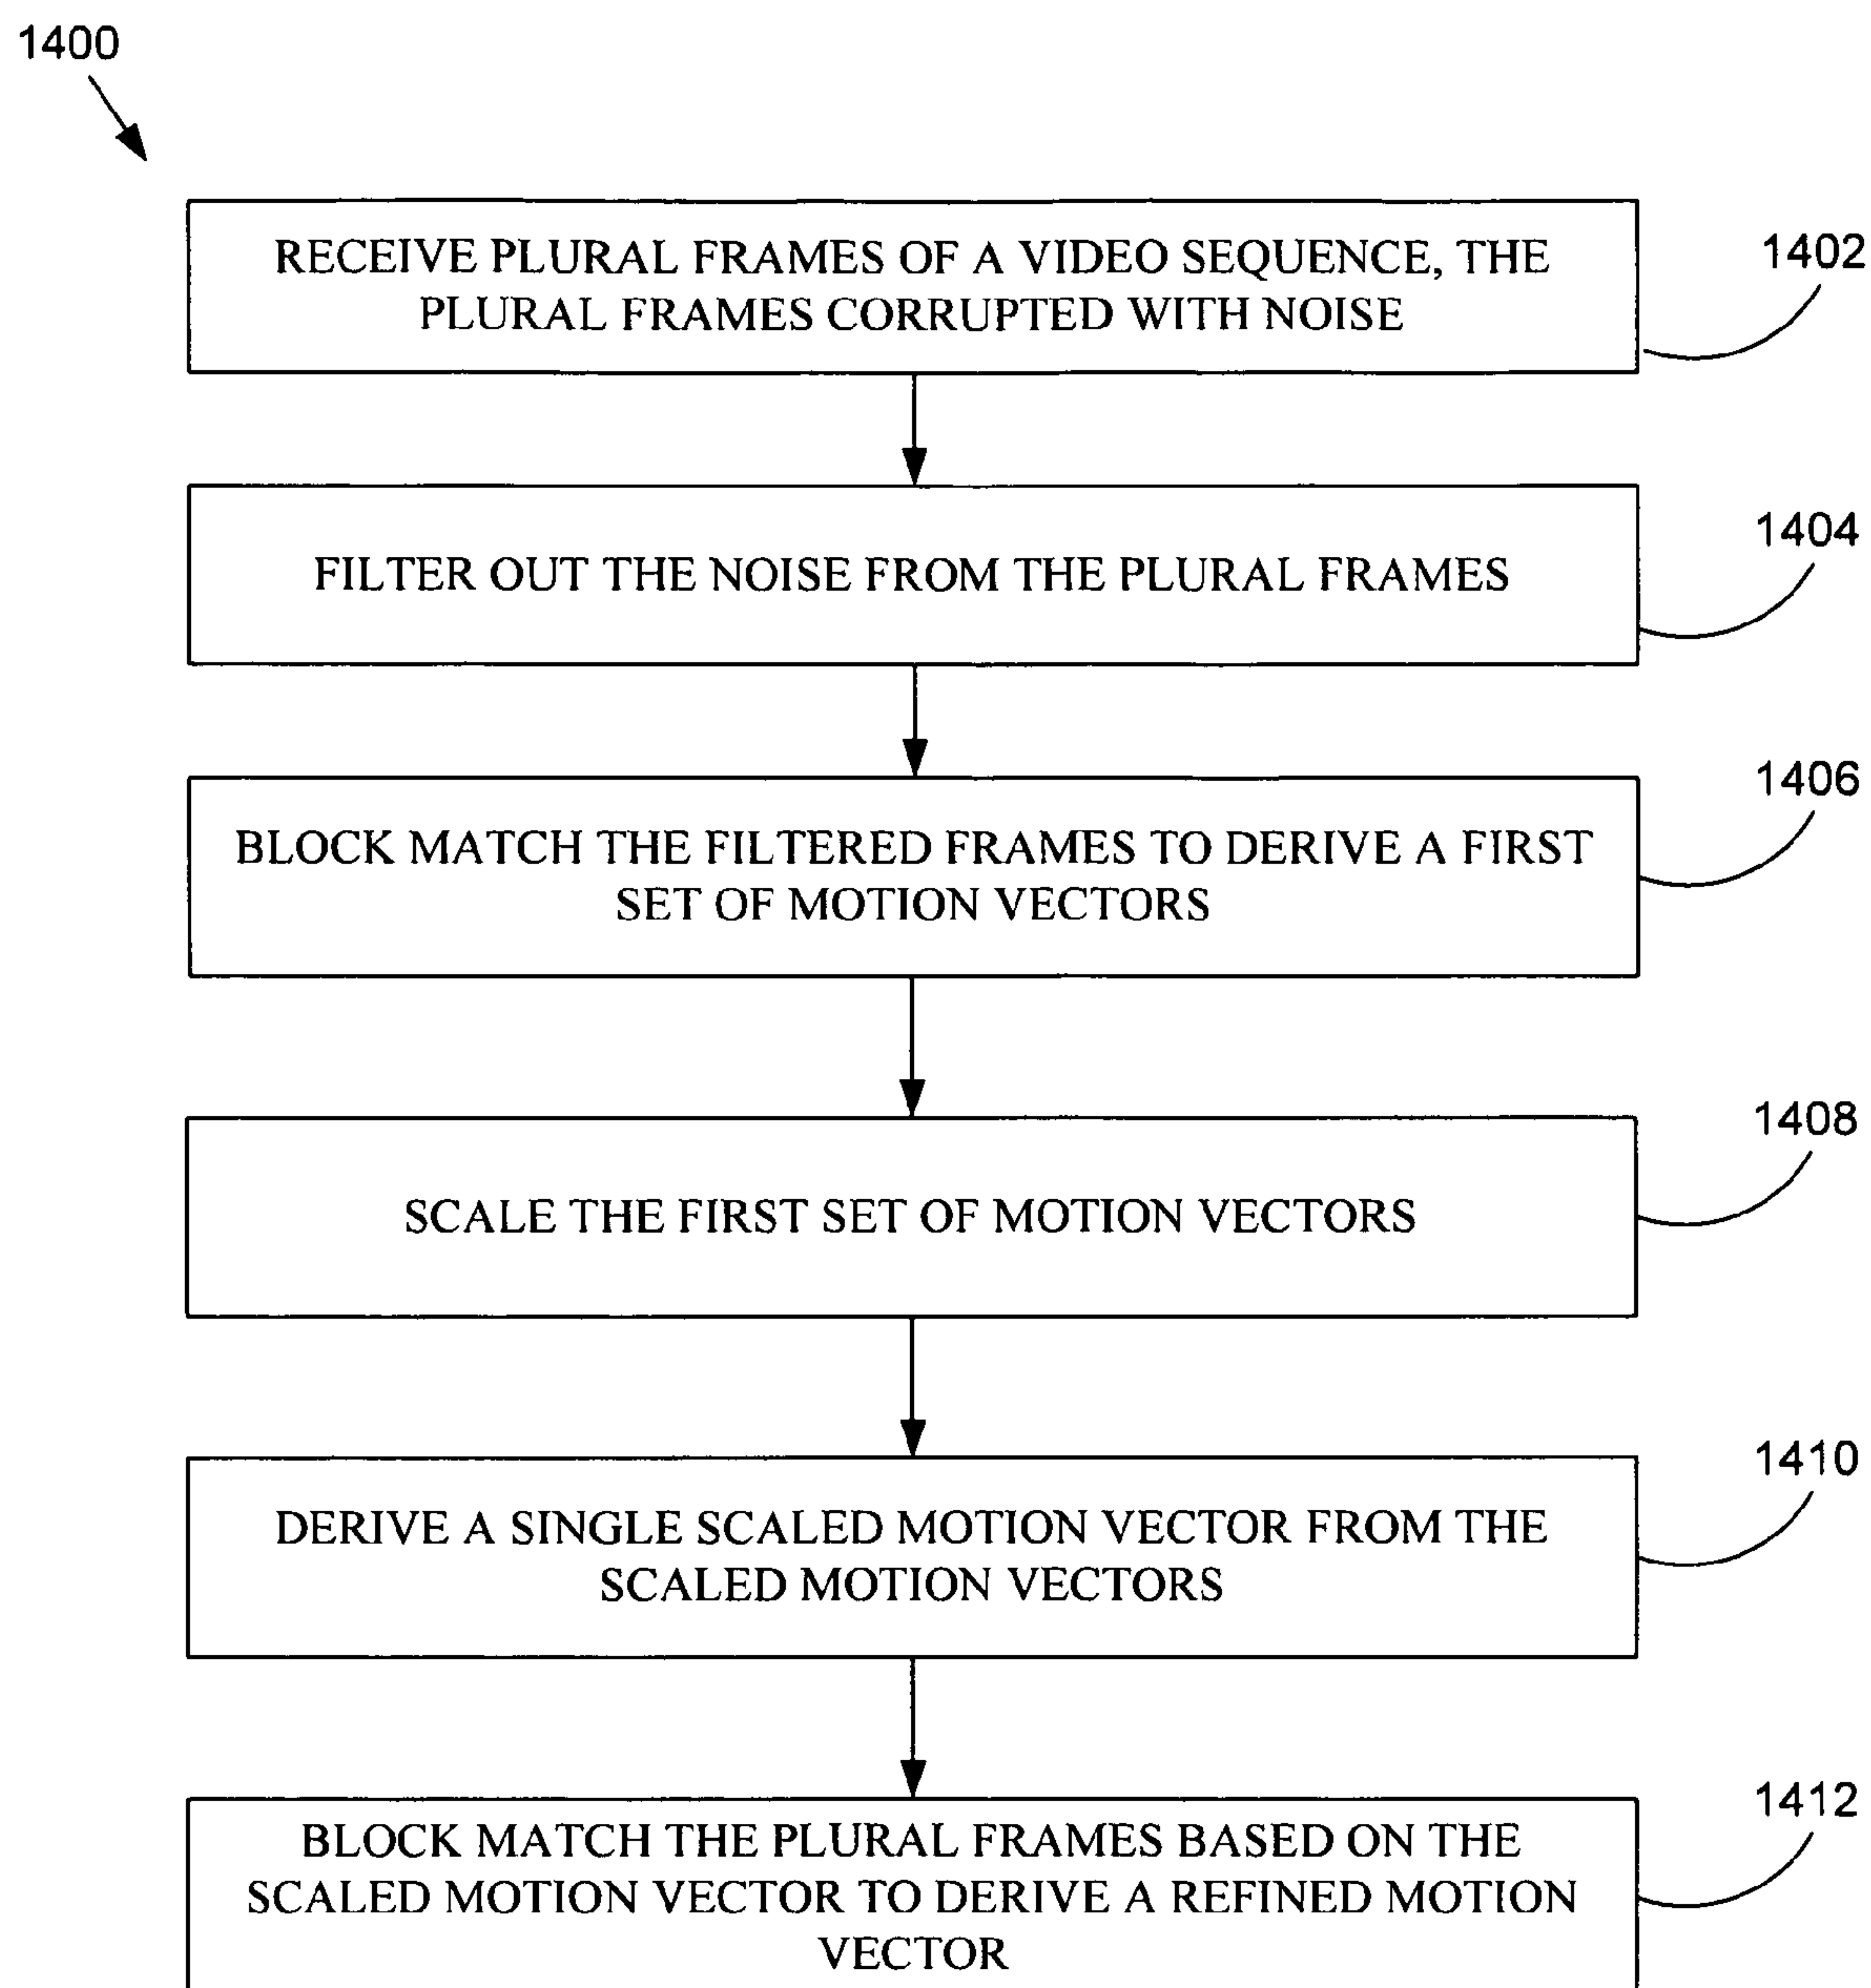 1400
RECEIVE PLURAL FRAMES OF A VIDEO SEQUENCE, THE
PLURAL FRAMES CORRUPTED WITH NOISE
1402
FILTER OUT THE NOISE FROM THE PLURAL FRAMES
1404
BLOCK MATCH THE FILTERED FRAMES TO DERIVE A FIRST
SET OF MOTION VECTORS
1406
SCALE THE FIRST SET OF MOTION VECTORS
1408
DERIVE A SINGLE SCALED MOTION VECTOR FROM THE
SCALED MOTION VECTORS
1410
BLOCK MATCH THE PLURAL FRAMES BASED ON THE
SCALED MOTION VECTOR TO DERIVE A REFINED MOTION
VECTOR
1412